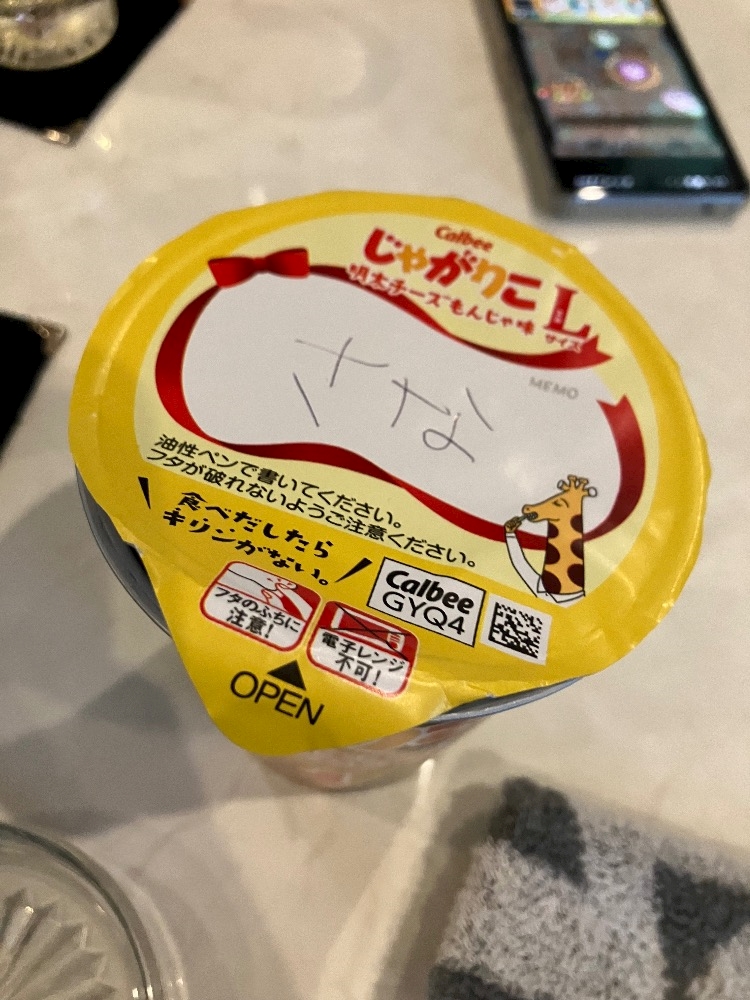 Calbee
じゃがりこ
明太チーズもんじゃ味
Lサイズ
MEMO
さな
油性ペンで書いてください。
フタが破れないようご注意ください。
食べだしたら
キリンがない。
フタのふちに
注意!
電子レンジ
不可!
Calbee
GYQ4
OPEN